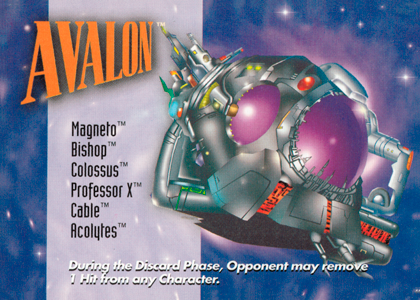 AVALON™
Magneto™
Bishop™
Colossus™
Professor X™
Cable™
Acolytes™
During the Discard Phase, Opponent may remove
1 Hit from any Character.